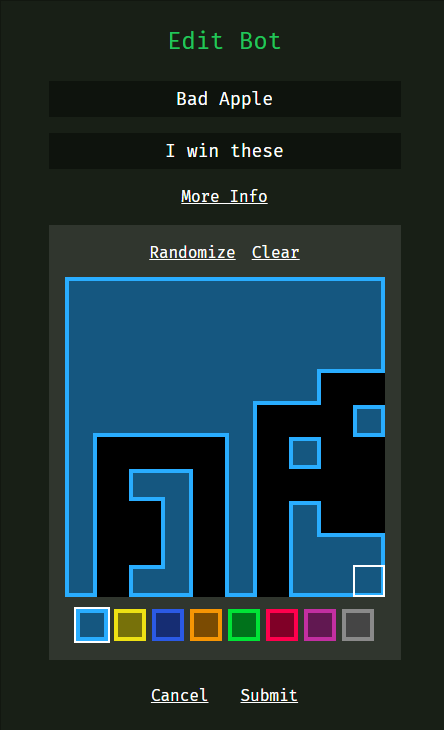 Edit Bot
Bad Apple
I win these
More Info
Randomize Clear
Cancel Submit